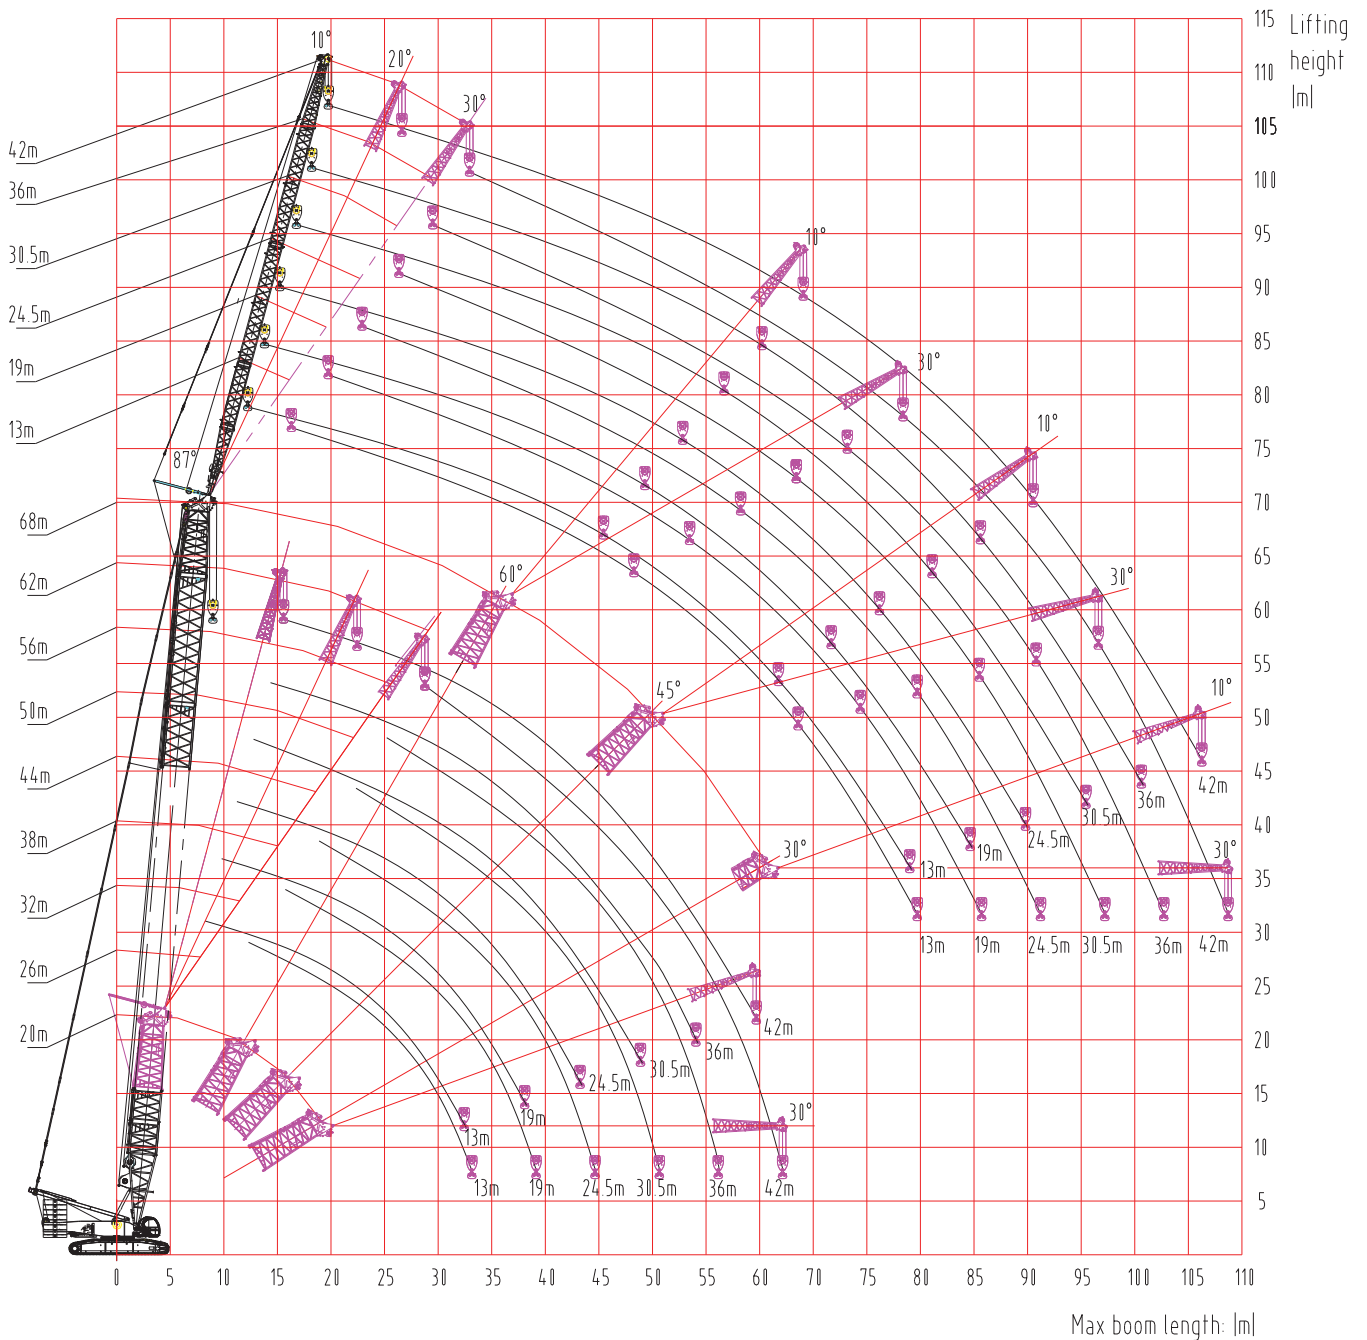 115 Lifting
height
|m|
10°
20°
110
30°
105
42m
36m
100
30.5m
95
10°
24.5m
90
19m
85
30°
13m
80
10°
87°
75
68m
70
62m
60°
65
30°
56m
60
55
50m
45°
10°
50
44m
45
42m
36m
30.5m
38m
40
24.5m
19m
13m
30°
30°
32m
35
13m 19m 24.5m 30.5m 36m 42m
30
26m
25
20m
42m
36m
20
30.5m
24.5m
15
19m
13m
30°
10
13m 19m 24.5m 30.5m 36m 42m
5
0 5 10 15 20 25 30 35 40 45 50 55 60 65 70 75 80 85 90 95 100 105 110
Max boom length: |m|